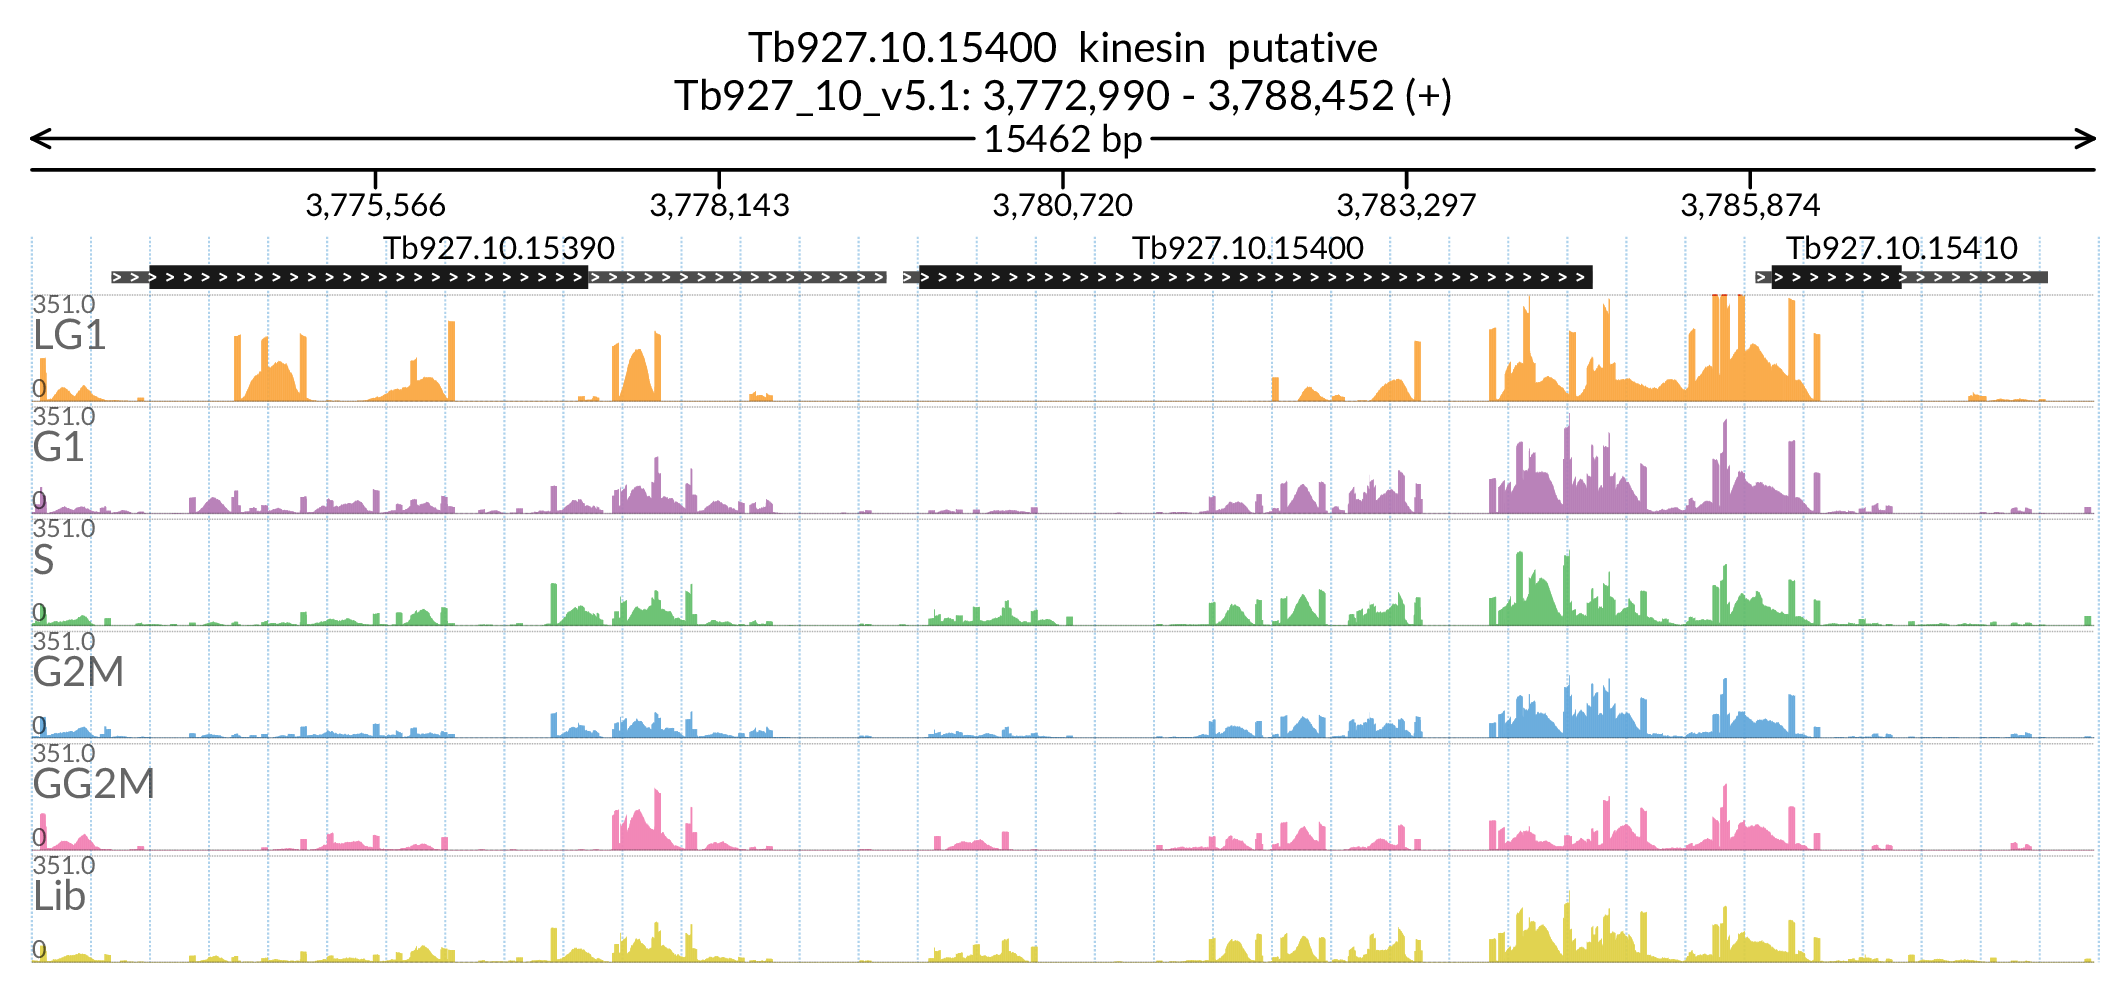 Tb927.10.15400 kinesin putative
Tb927_10_v5.1: 3,772,990 - 3,788,452 (+)
15462 bp
3,775,566 3,778,143 3,780,720 3,783,297 3,785,874
Tb927.10.15390 Tb927.10.15400 Tb927.10.15410
351.0
LG1
0
351.0
G1
0
351.0
S
0
351.0
G2M
0
351.0
GG2M
0
351.0
Lib
0